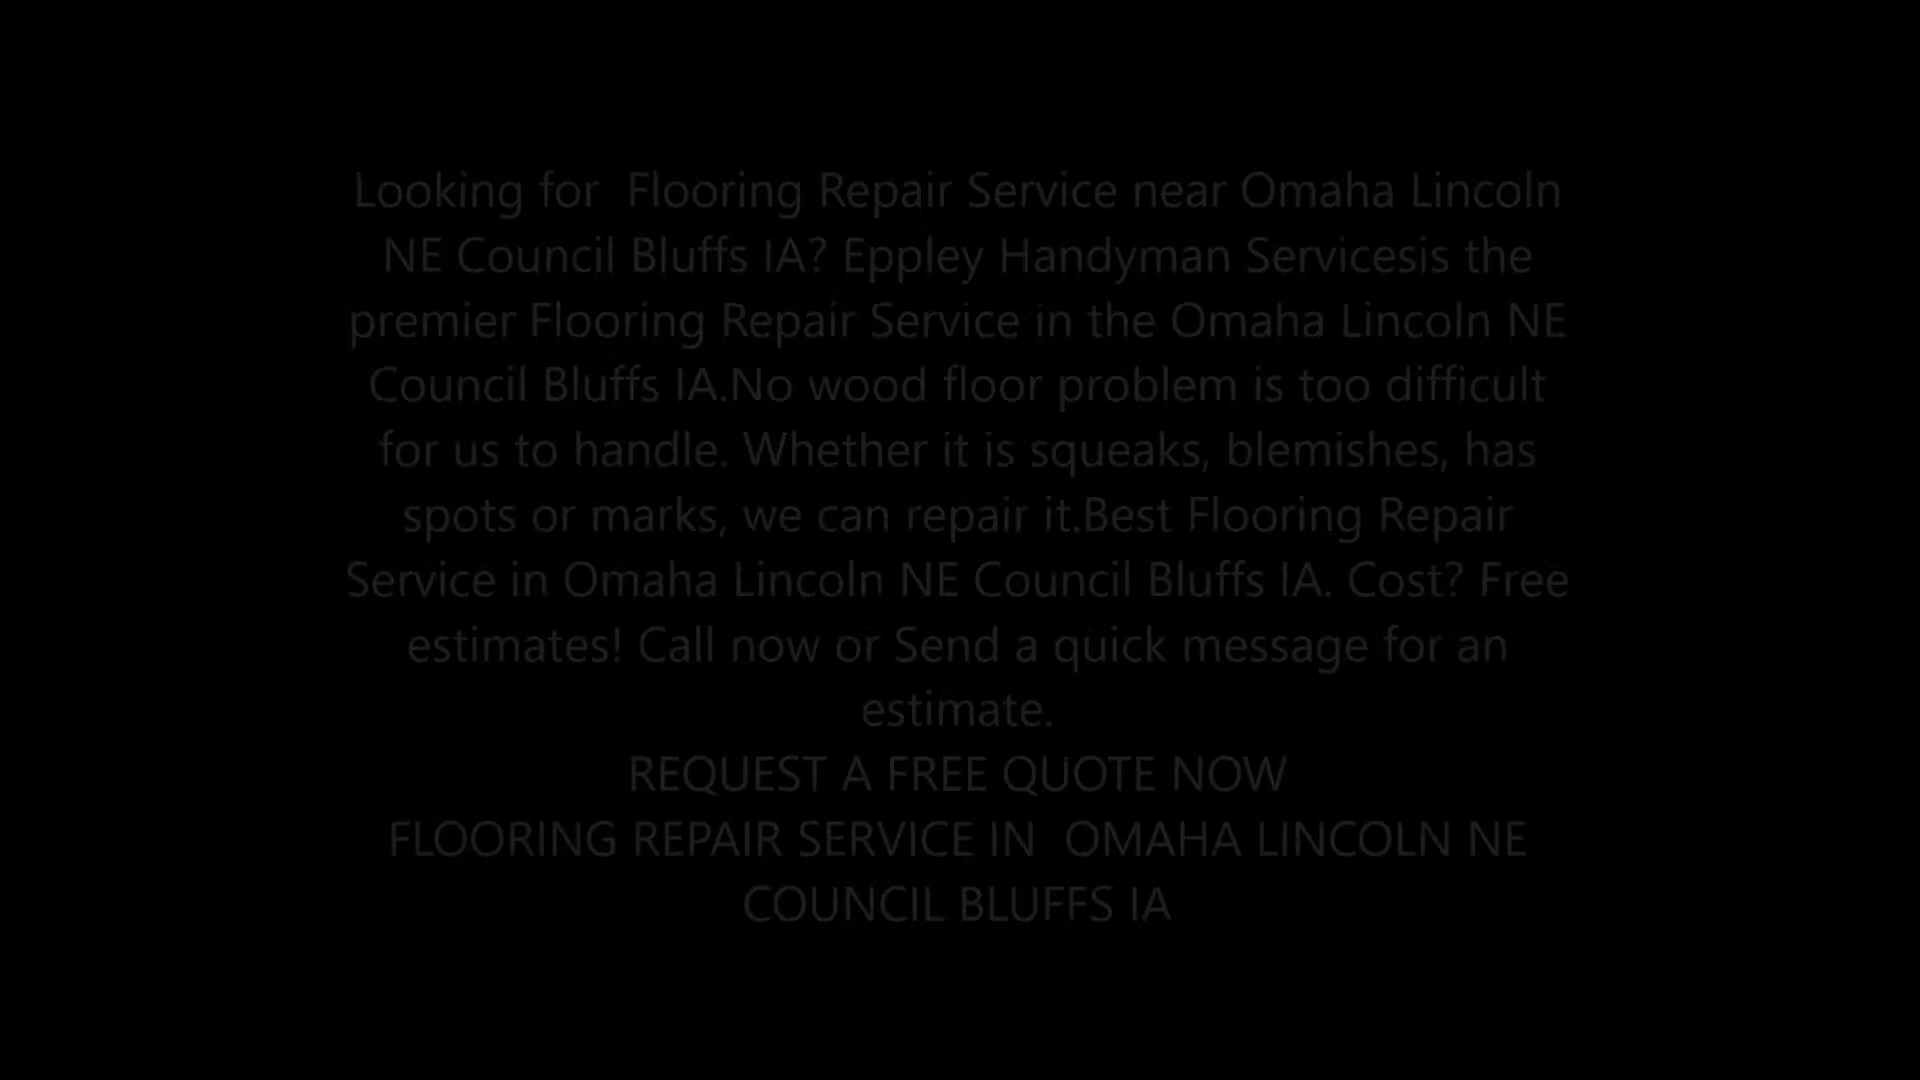 Looking for  Flooring Repair Service near Omaha Lincoln
NE Council Bluffs IA? Eppley Handyman Servicesis the
premier Flooring Repair Service in the Omaha Lincoln NE
Council Bluffs IA.No wood floor problem is too difficult
for us to handle. Whether it is squeaks, blemishes, has
spots or marks, we can repair it.Best Flooring Repair
Service in Omaha Lincoln NE Council Bluffs IA. Cost? Free
estimates! Call now or Send a quick message for an
estimate.
REQUEST A FREE QUOTE NOW
FLOORING REPAIR SERVICE IN  OMAHA LINCOLN NE
COUNCIL BLUFFS IA